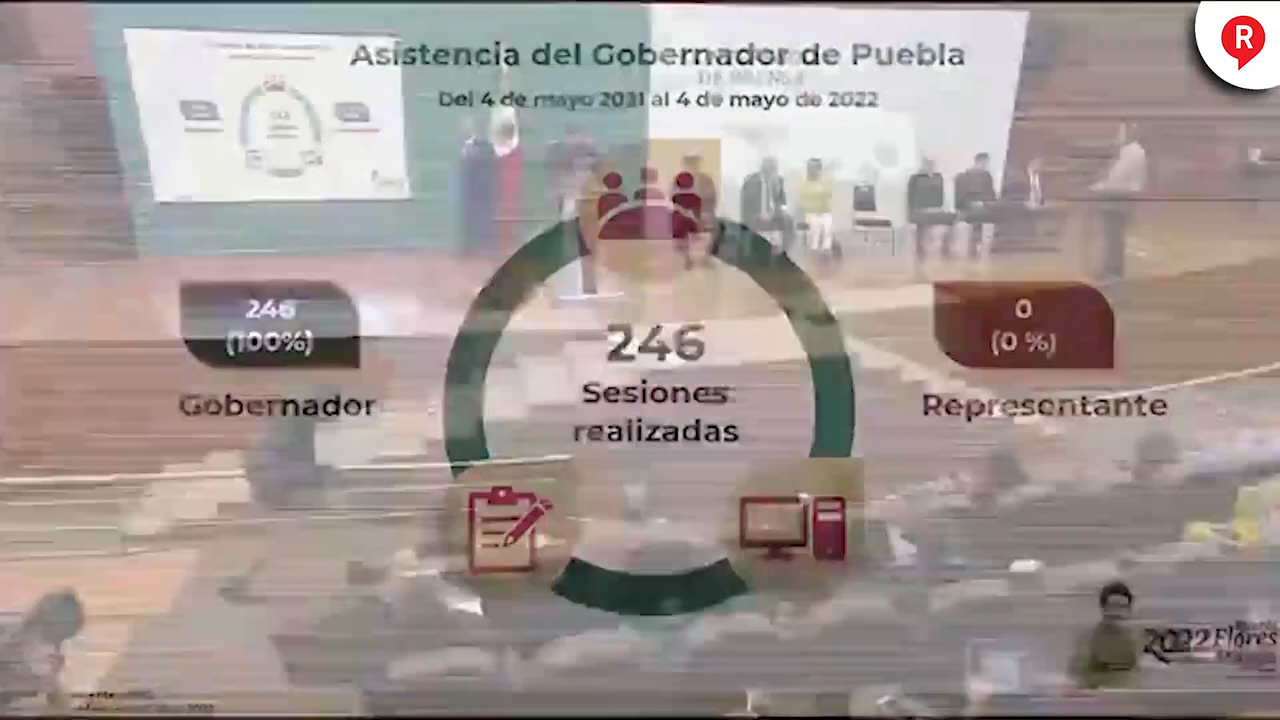 R
Asistencia del Gobernador de Puebla
Del 4 de mayo 2031 al 4 de mayo de 2022
246
(100%)
Gobernador
246
Sesiones
realizadas
0
(0 %)
Representante
2022 Flores